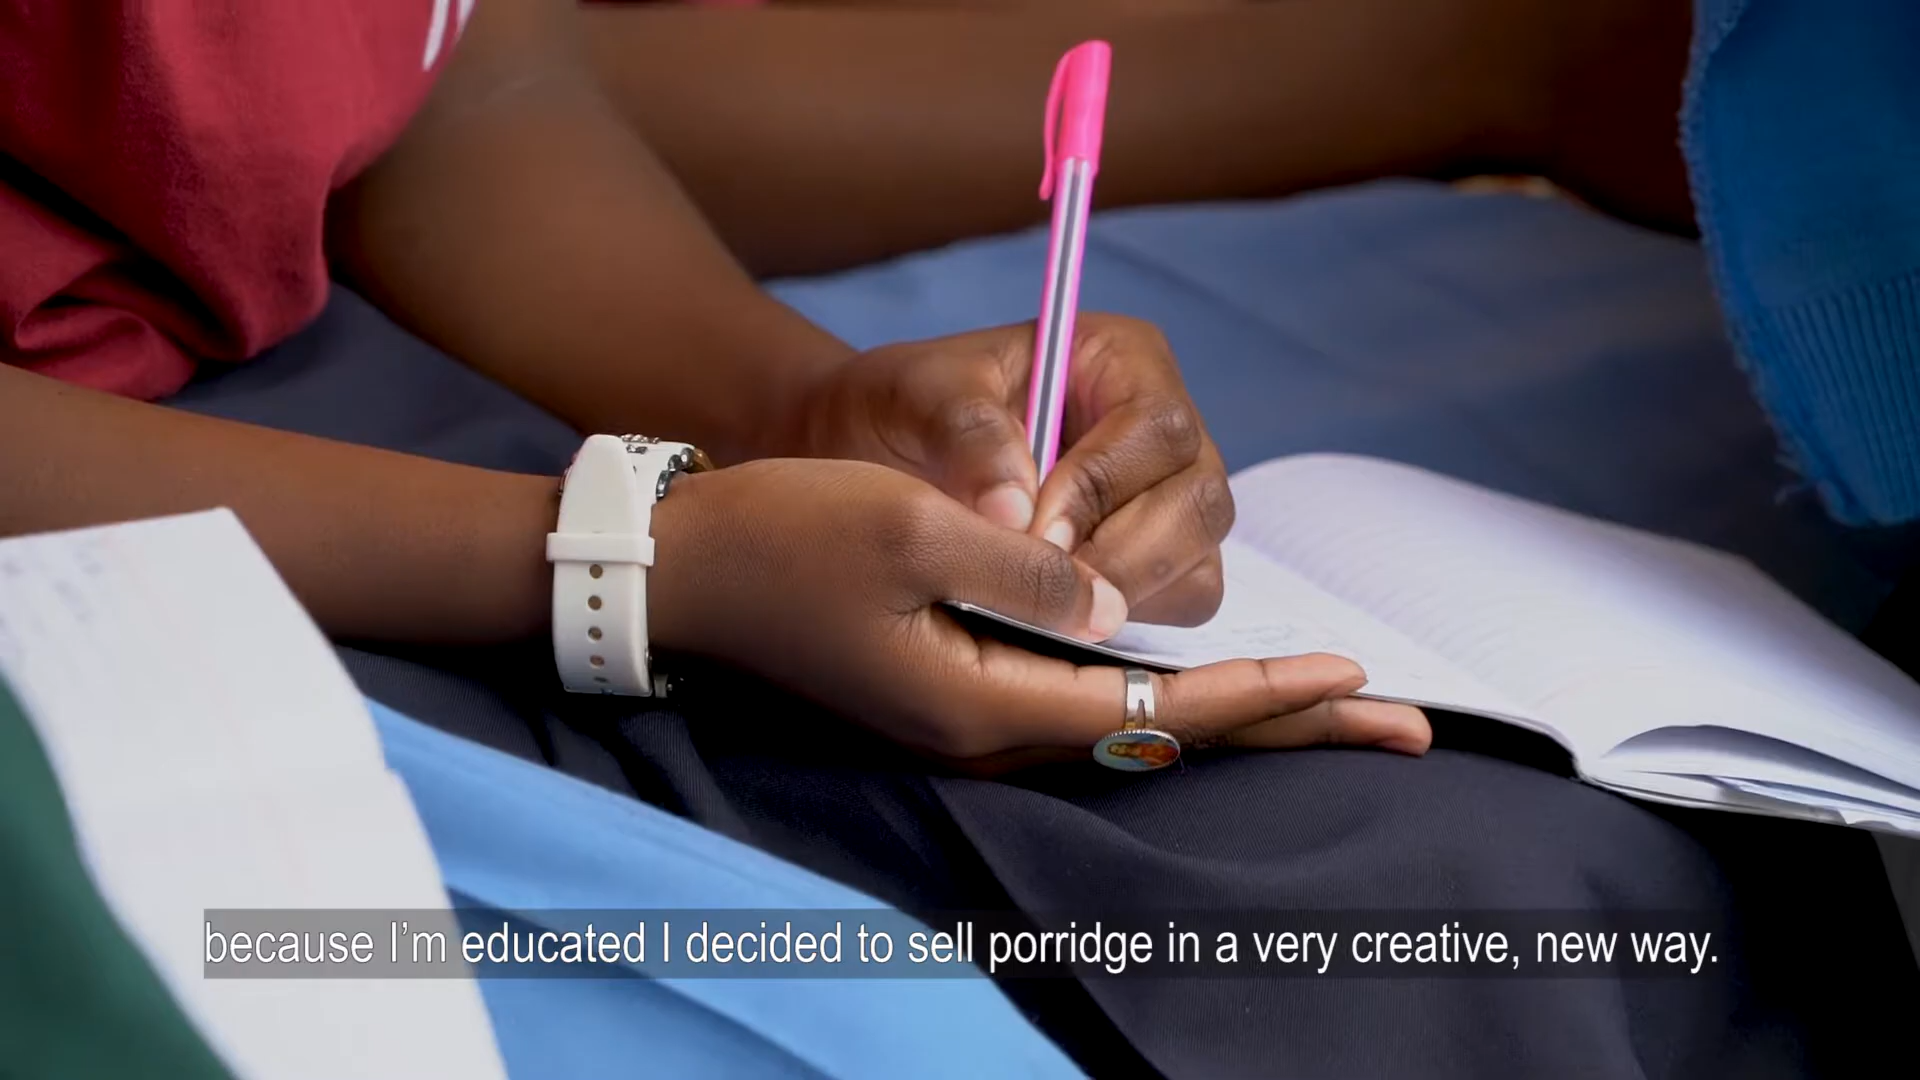 because I’m educated I decided to sell porridge in a very creative, new way.